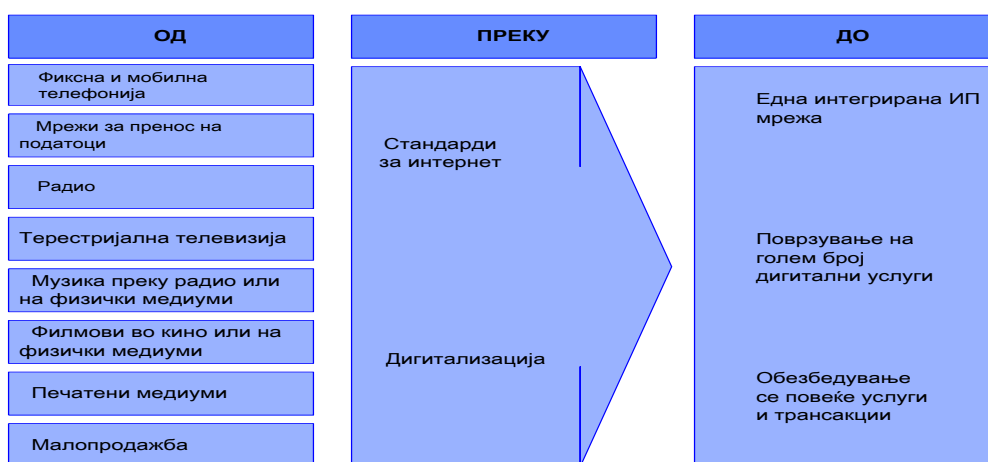 ОД
Фиксна и мобилна
телефонија
Мрежи за пренос на
податоци
Радио
Терестријална телевизија
Музика преку радио или
на физички медиуми
Филмови во кино или на
физички медиуми
Печатени медиуми
Малопродажба
ПРЕКУ
Стандарди
за интернет
Дигитализација
ДО
Една интегрирана ИП
мрежа
Поврзување на
голем број
дигитални услуги
Обезбедување
се повеќе услуги
и трансакции